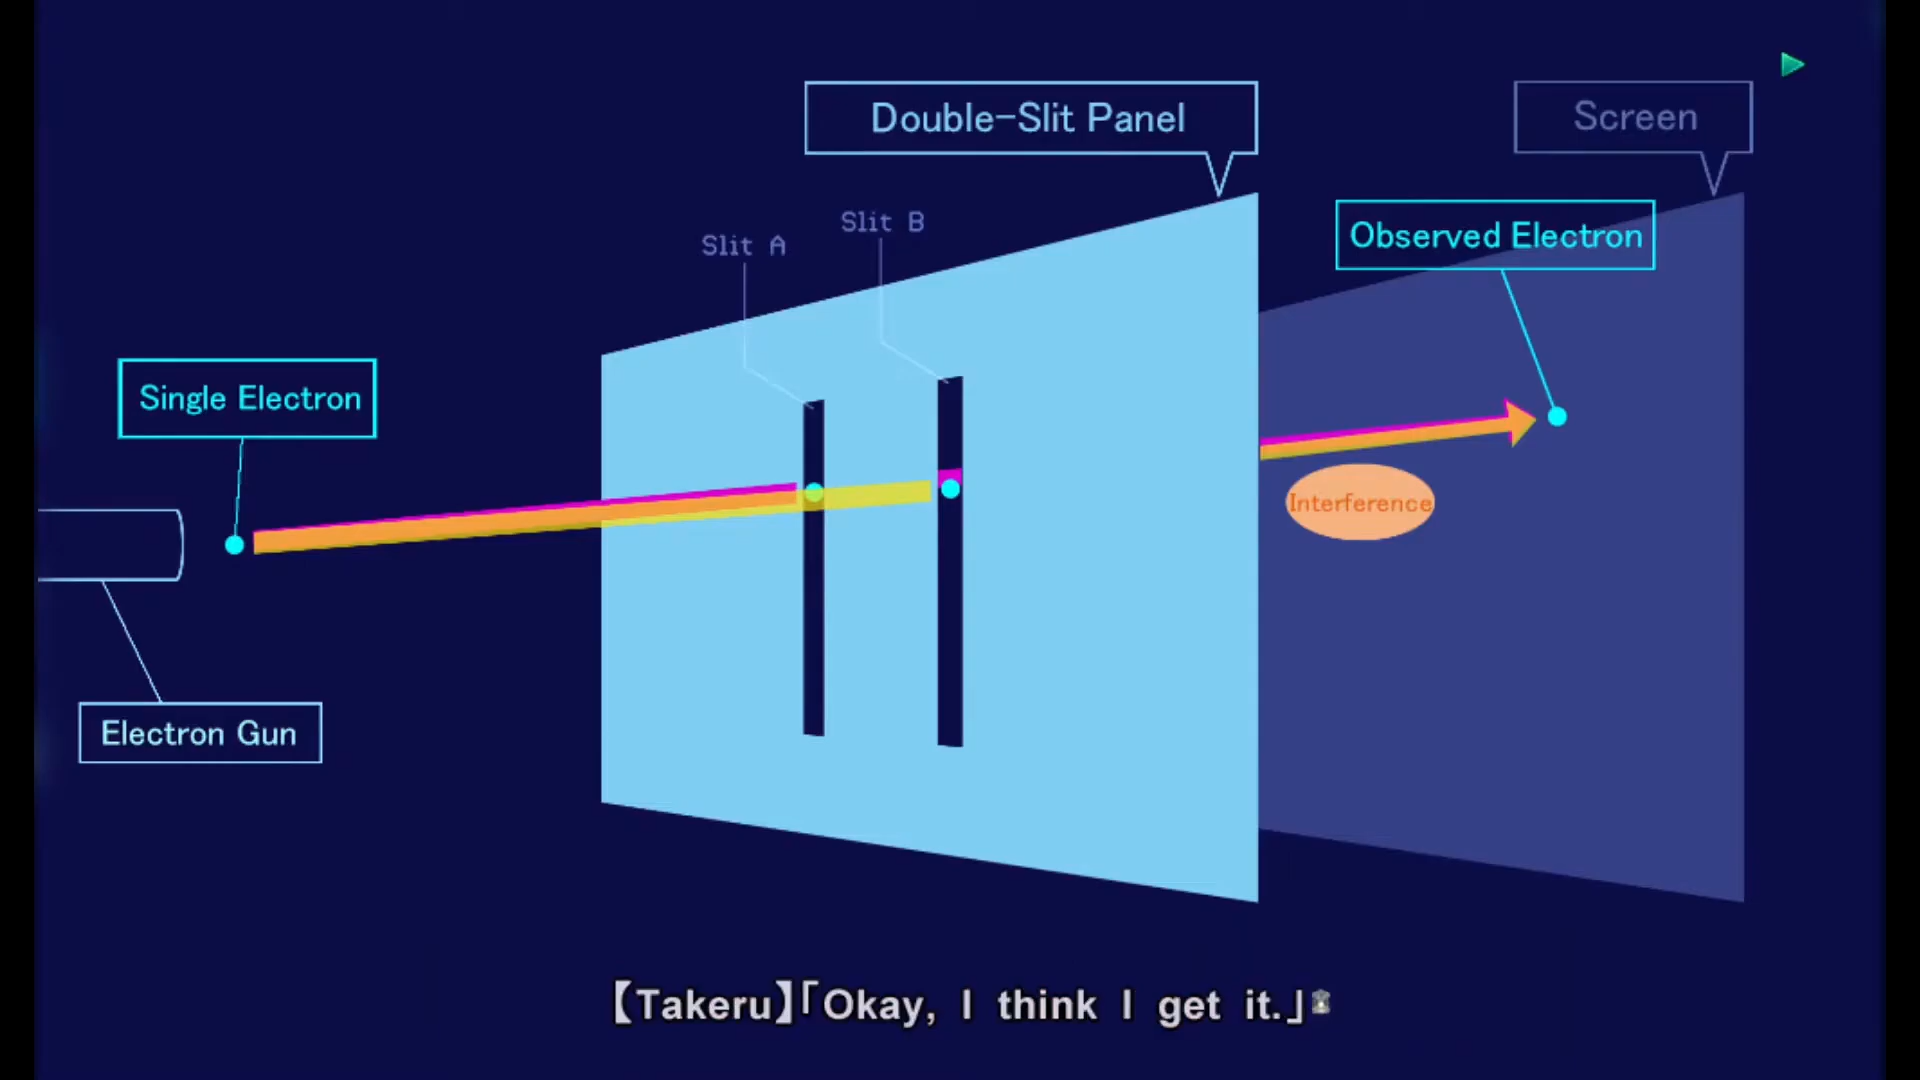 Double-Slit Panel
Screen
Slit A
Slit B
Observed Electron
Single Electron
Interference
Electron Gun
【Takeru】「Okay, I think I get it.」